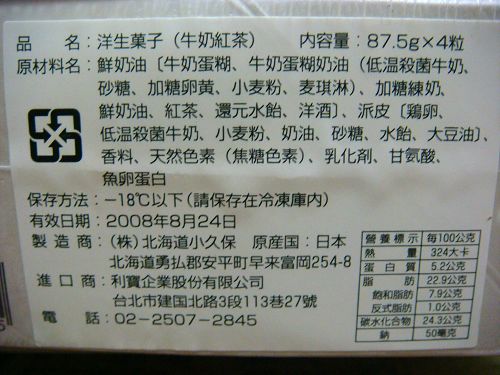 品　名：洋生菓子（牛奶紅茶）　内容量：87.5g×4粒
原材料名：鮮奶油〔牛奶蛋糊、牛奶蛋糊奶油（低温殺菌牛奶、
砂糖、加糖卵黄、小麦粉、麦琪淋）、加糖練奶、
鮮奶油、紅茶、還元水飴、洋酒〕、派皮〔鶏卵、
低温殺菌牛奶、小麦粉、奶油、砂糖、水飴、大豆油〕、
香料、天然色素（焦糖色素）、乳化剤、甘氨酸、
魚卵蛋白
保存方法：−18℃以下（請保存在冷凍庫内）
有效日期：2008年8月24日
製造商：（株）北海道小久保　原産国：日本
北海道勇払郡安平町早来富岡254-8
進口商：利寶企業股份有限公司
台北市建国北路3段113巷27號
電話：02-2507-2845
營養標示　每100公克
熱量　324大卡
蛋白質　5.2公克
脂肪　22.9公克
飽和脂肪　7.9公克
反式脂肪　1.0公克
碳水化合物　24.3公克
鈉　50毫克